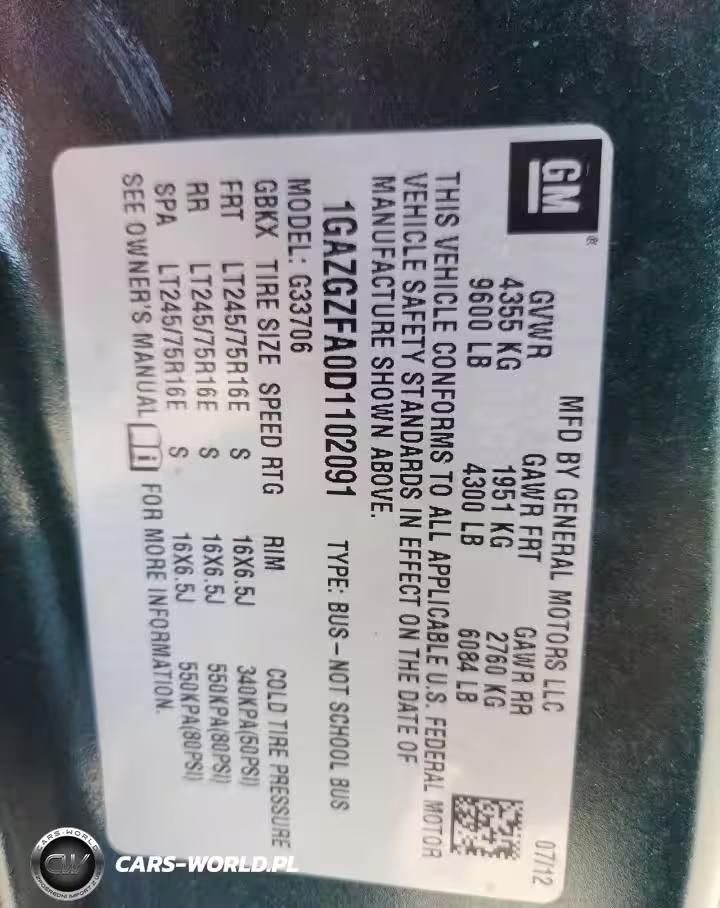 GM®
MFD BY GENERAL MOTORS LLC 07/12
GVWR GAWR FRT GAWR RR
4355 KG 1951 KG 2760 KG
9600 LB 4300 LB 6084 LB
THIS VEHICLE CONFORMS TO ALL APPLICABLE U.S. FEDERAL MOTOR
VEHICLE SAFETY STANDARDS IN EFFECT ON THE DATE OF
MANUFACTURE SHOWN ABOVE.
1GAZGZFA0D1102091 TYPE: BUS-NOT SCHOOL BUS
MODEL: G33706
GBKX TIRE SIZE SPEED RTG RIM COLD TIRE PRESSURE
FRT LT245/75R16E S 16X6.5J 340KPA(50PSI)
RR LT245/75R16E S 16X6.5J 550KPA(80PSI)
SPA LT245/75R16E S 16X6.5J 550KPA(80PSI)
SEE OWNER'S MANUAL i FOR MORE INFORMATION.
CARS-WORLD
CW
CARS-WORLD.PL